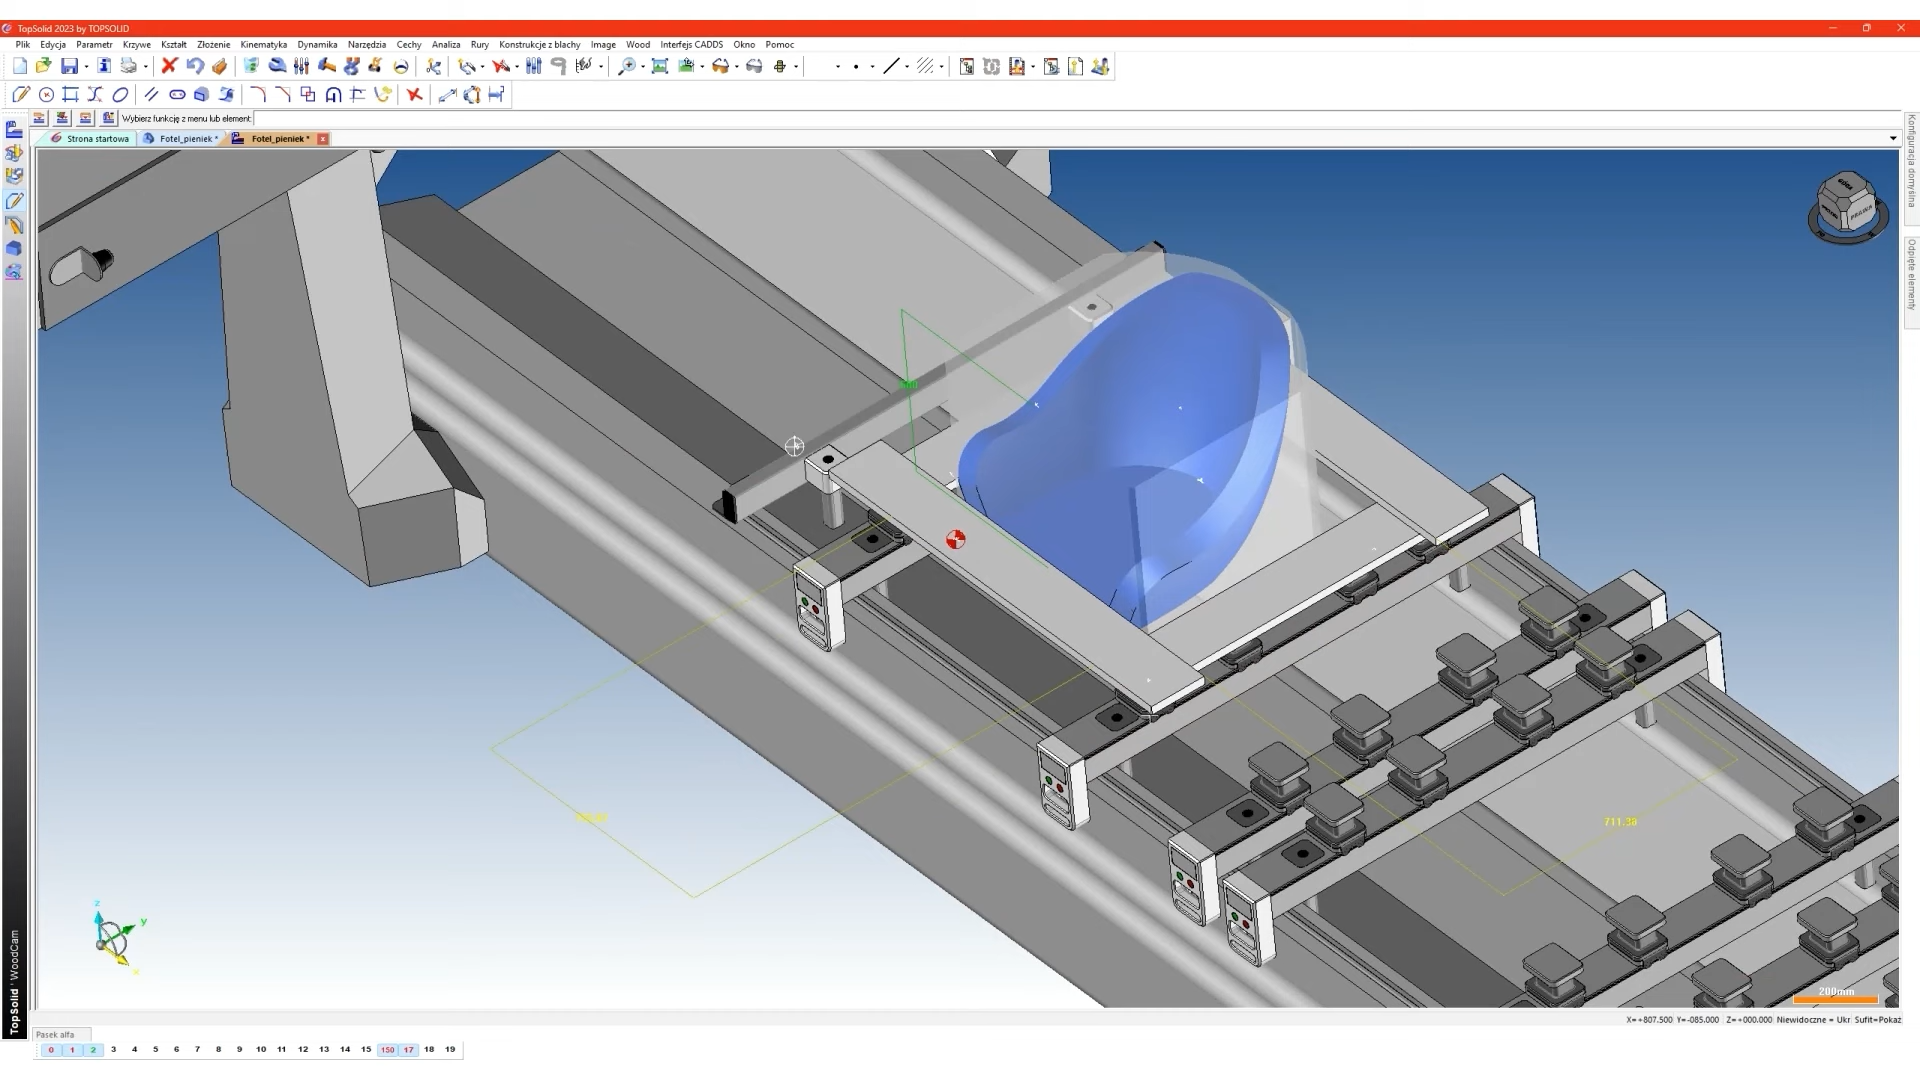 TopSolid 2023 by TOPSOLID
Plik Edycja Parametr Krzywe Kształt Złożenie Kinematyka Dynamika Narzędzia Cechy Analiza Rury Konstrukcje z blachy Image Wood Interfejs CADDS Okno Pomoc
Wybierz funkcję z menu lub element:
Strona startowa Fotel_pieniek * Fotel_pieniek * x
Konfiguracja domyślna
Odpięte elementy
711.30
z
y
x
200mm
TopSolid 'WoodCam
X=+807.500 Y=-085.000 Z=+000.000 Niewidoczne = Ukr Sufit=Pokaż
Pasek alfa
0 1 2 3 4 5 6 7 8 9 10 11 12 13 14 15 150 17 18 19